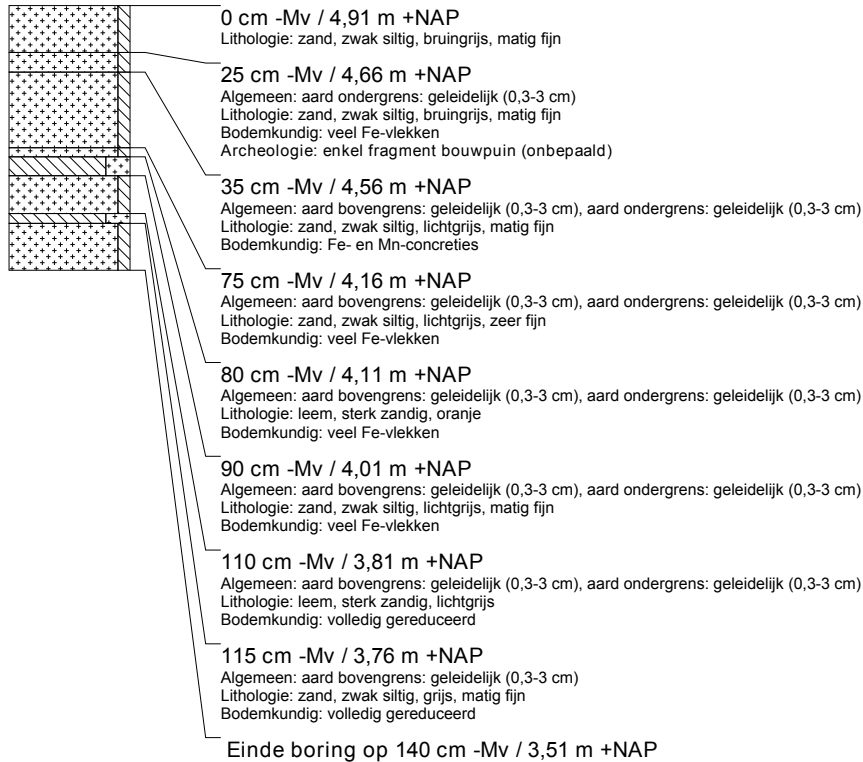 0 cm -Mv / 4,91 m +NAP
Lithologie: zand, zwak siltig, bruingrijs, matig fijn
25 cm -Mv / 4,66 m +NAP
Algemeen: aard ondergrens: geleidelijk (0,3-3 cm)
Lithologie: zand, zwak siltig, bruingrijs, matig fijn
Bodemkundig: veel Fe-vlekken
Archeologie: enkel fragment bouwpuin (onbepaald)
35 cm -Mv / 4,56 m +NAP
Algemeen: aard bovengrens: geleidelijk (0,3-3 cm), aard ondergrens: geleidelijk (0,3-3 cm)
Lithologie: zand, zwak siltig, lichtgrijs, matig fijn
Bodemkundig: Fe- en Mn-concreties
75 cm -Mv / 4,16 m +NAP
Algemeen: aard bovengrens: geleidelijk (0,3-3 cm), aard ondergrens: geleidelijk (0,3-3 cm)
Lithologie: zand, zwak siltig, lichtgrijs, zeer fijn
Bodemkundig: veel Fe-vlekken
80 cm -Mv / 4,11 m +NAP
Algemeen: aard bovengrens: geleidelijk (0,3-3 cm), aard ondergrens: geleidelijk (0,3-3 cm)
Lithologie: leem, sterk zandig, oranje
Bodemkundig: veel Fe-vlekken
90 cm -Mv / 4,01 m +NAP
Algemeen: aard bovengrens: geleidelijk (0,3-3 cm), aard ondergrens: geleidelijk (0,3-3 cm)
Lithologie: zand, zwak siltig, lichtgrijs, matig fijn
Bodemkundig: veel Fe-vlekken
110 cm -Mv / 3,81 m +NAP
Algemeen: aard bovengrens: geleidelijk (0,3-3 cm), aard ondergrens: geleidelijk (0,3-3 cm)
Lithologie: leem, sterk zandig, lichtgrijs
Bodemkundig: volledig gereduceerd
115 cm -Mv / 3,76 m +NAP
Algemeen: aard bovengrens: geleidelijk (0,3-3 cm)
Lithologie: zand, zwak siltig, grijs, matig fijn
Bodemkundig: volledig gereduceerd
Einde boring op 140 cm -Mv / 3,51 m +NAP